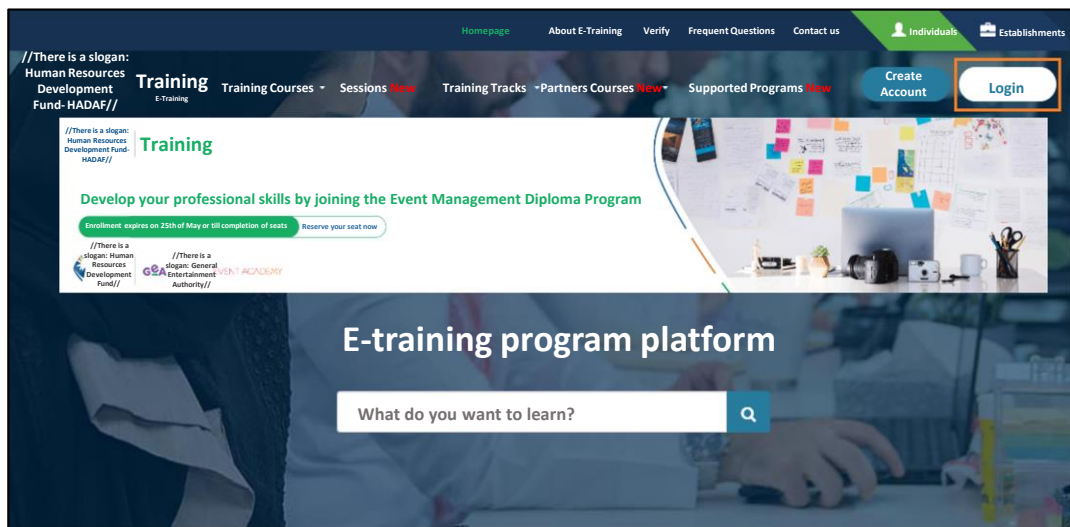 Homepage About E-Training Verify Frequent Questions Contact us Individuals Establishments
//There is a slogan:
Human Resources
Development
Fund- HADAF//
Training
E-Training
Training Courses Sessions New Training Tracks Partners Courses New Supported Programs New
Create
Account
Login
//There is a slogan:
Human Resources
Development Fund-
HADAF//
Training
Develop your professional skills by joining the Event Management Diploma Program
Enrollment expires on 25th of May or till completion of seats Reserve your seat now
//There is a
slogan: Human
Resources
Development
Fund//
GEA
//There is a
slogan: General
Entertainment
Authority//
EVENT ACADEMY
E-training program platform
What do you want to learn?